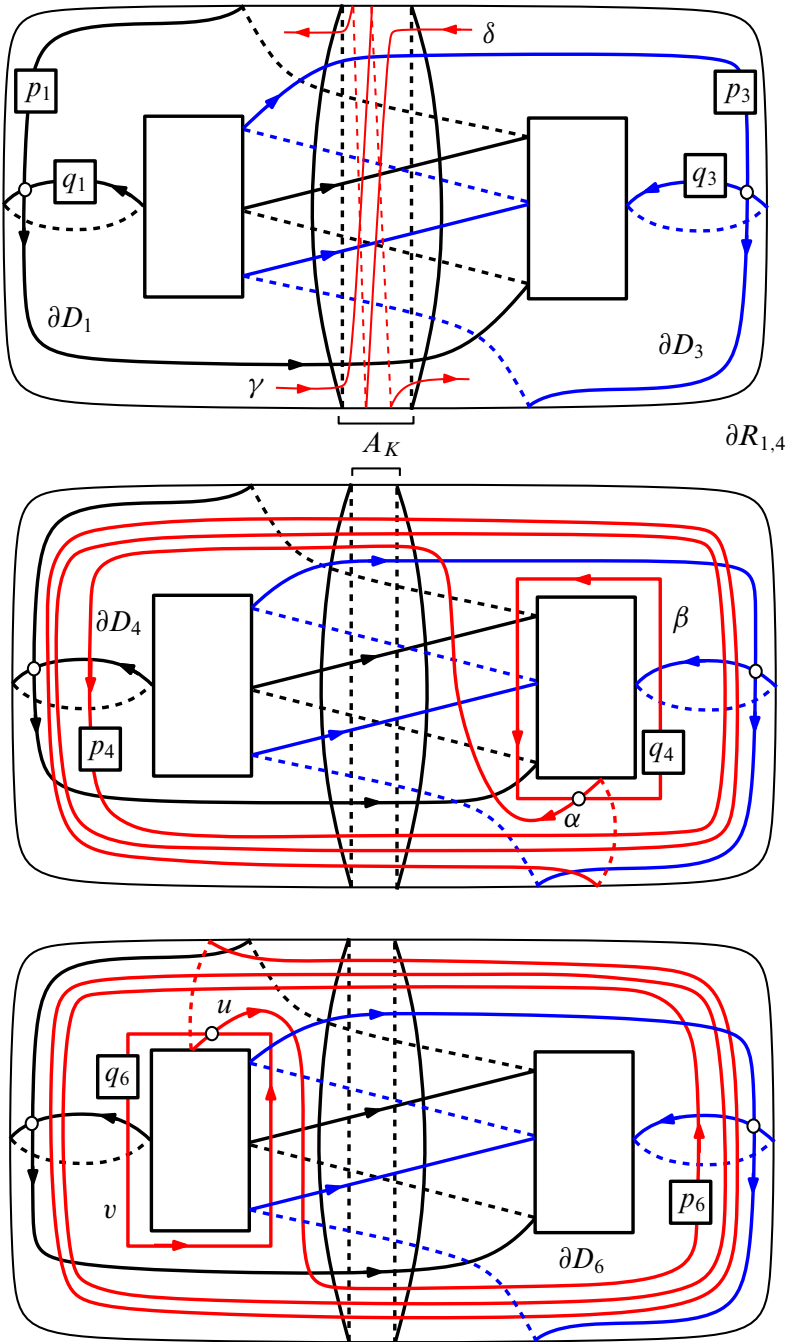 δ
p₁
p₃
q₁
q₃
∂D₁
∂D₃
γ
A_K
∂R₁,₄
∂D₄
β
p₄
q₄
α
u
q₆
v
p₆
∂D₆